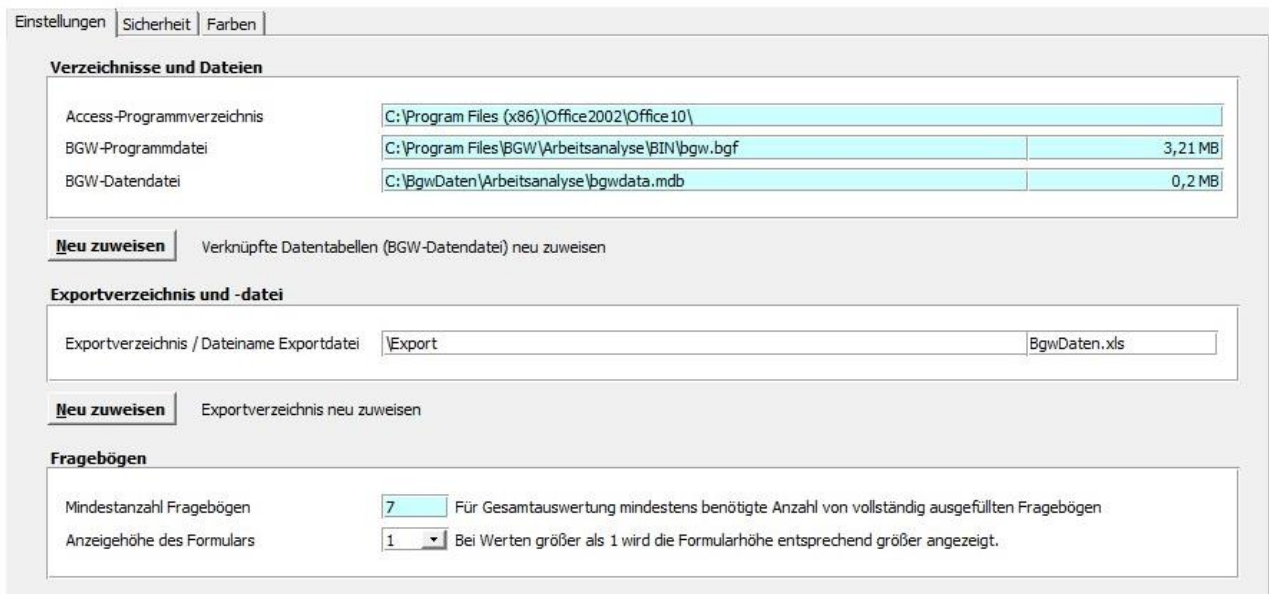 Einstellungen Sicherheit Farben
Verzeichnisse und Dateien
Access-Programmverzeichnis C:\Program Files (x86)\Office2002\Office10\
BGW-Programmdatei C:\Program Files\BGW\Arbeitsanalyse\BIN\bgw.bgf 3,21 MB
BGW-Datendatei C:\BgwDaten\Arbeitsanalyse\bgwdata.mdb 0,2 MB
Neu zuweisen Verknüpfte Datentabellen (BGW-Datendatei) neu zuweisen
Exportverzeichnis und -datei
Exportverzeichnis / Dateiname Exportdatei \Export BgwDaten.xls
Neu zuweisen Exportverzeichnis neu zuweisen
Fragebögen
Mindestanzahl Fragebögen 7 Für Gesamtauswertung mindestens benötigte Anzahl von vollständig ausgefüllten Fragebögen
Anzeigehöhe des Formulars 1 Bei Werten größer als 1 wird die Formularhöhe entsprechend größer angezeigt.